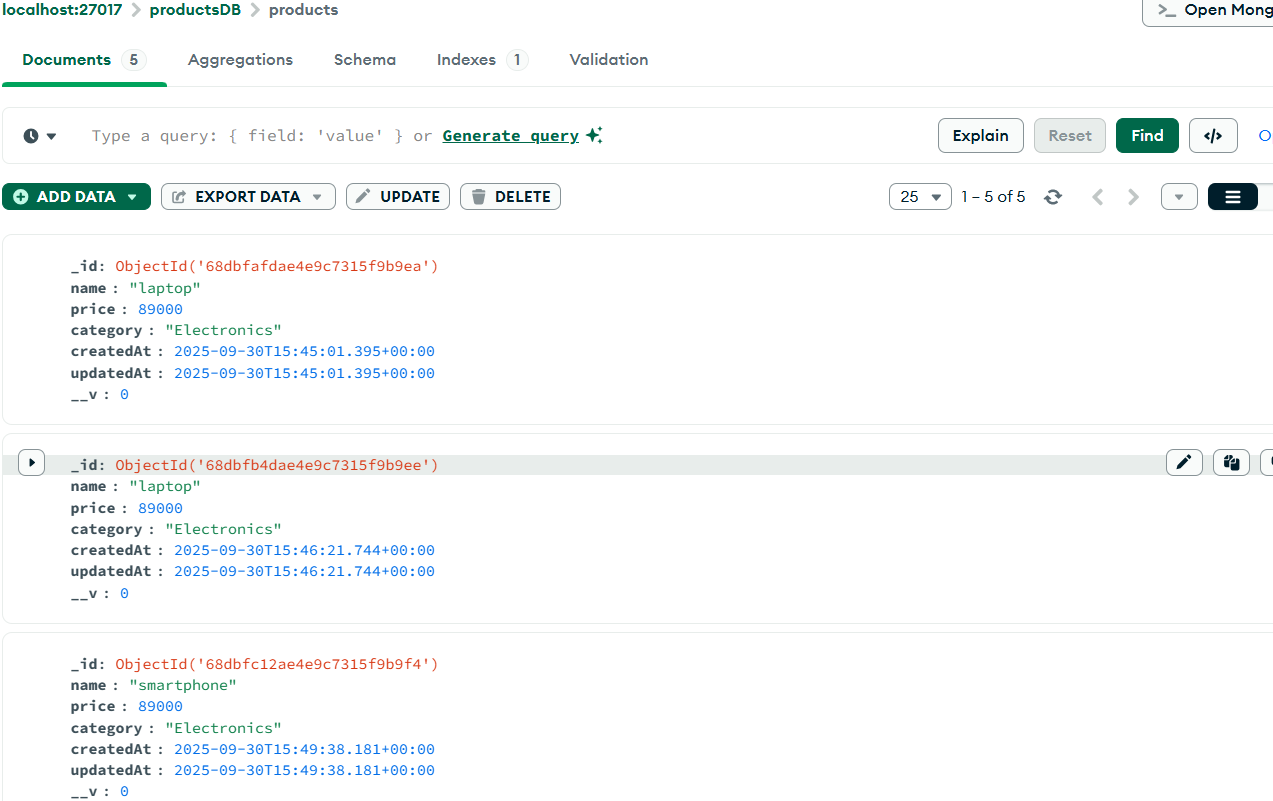 localhost:27017 > productsDB > products
>_ Open Mong
Documents 5 Aggregations Schema Indexes 1 Validation
Type a query: { field: 'value' } or Generate query
Explain Reset Find </> O
ADD DATA EXPORT DATA UPDATE DELETE
25 1 – 5 of 5
_id: ObjectId('68dbfafdae4e9c7315f9b9ea')
name : "laptop"
price : 89000
category : "Electronics"
createdAt : 2025-09-30T15:45:01.395+00:00
updatedAt : 2025-09-30T15:45:01.395+00:00
__v : 0
_id: ObjectId('68dbfb4dae4e9c7315f9b9ee')
name : "laptop"
price : 89000
category : "Electronics"
createdAt : 2025-09-30T15:46:21.744+00:00
updatedAt : 2025-09-30T15:46:21.744+00:00
__v : 0
_id: ObjectId('68dbfc12ae4e9c7315f9b9f4')
name : "smartphone"
price : 89000
category : "Electronics"
createdAt : 2025-09-30T15:49:38.181+00:00
updatedAt : 2025-09-30T15:49:38.181+00:00
__v : 0